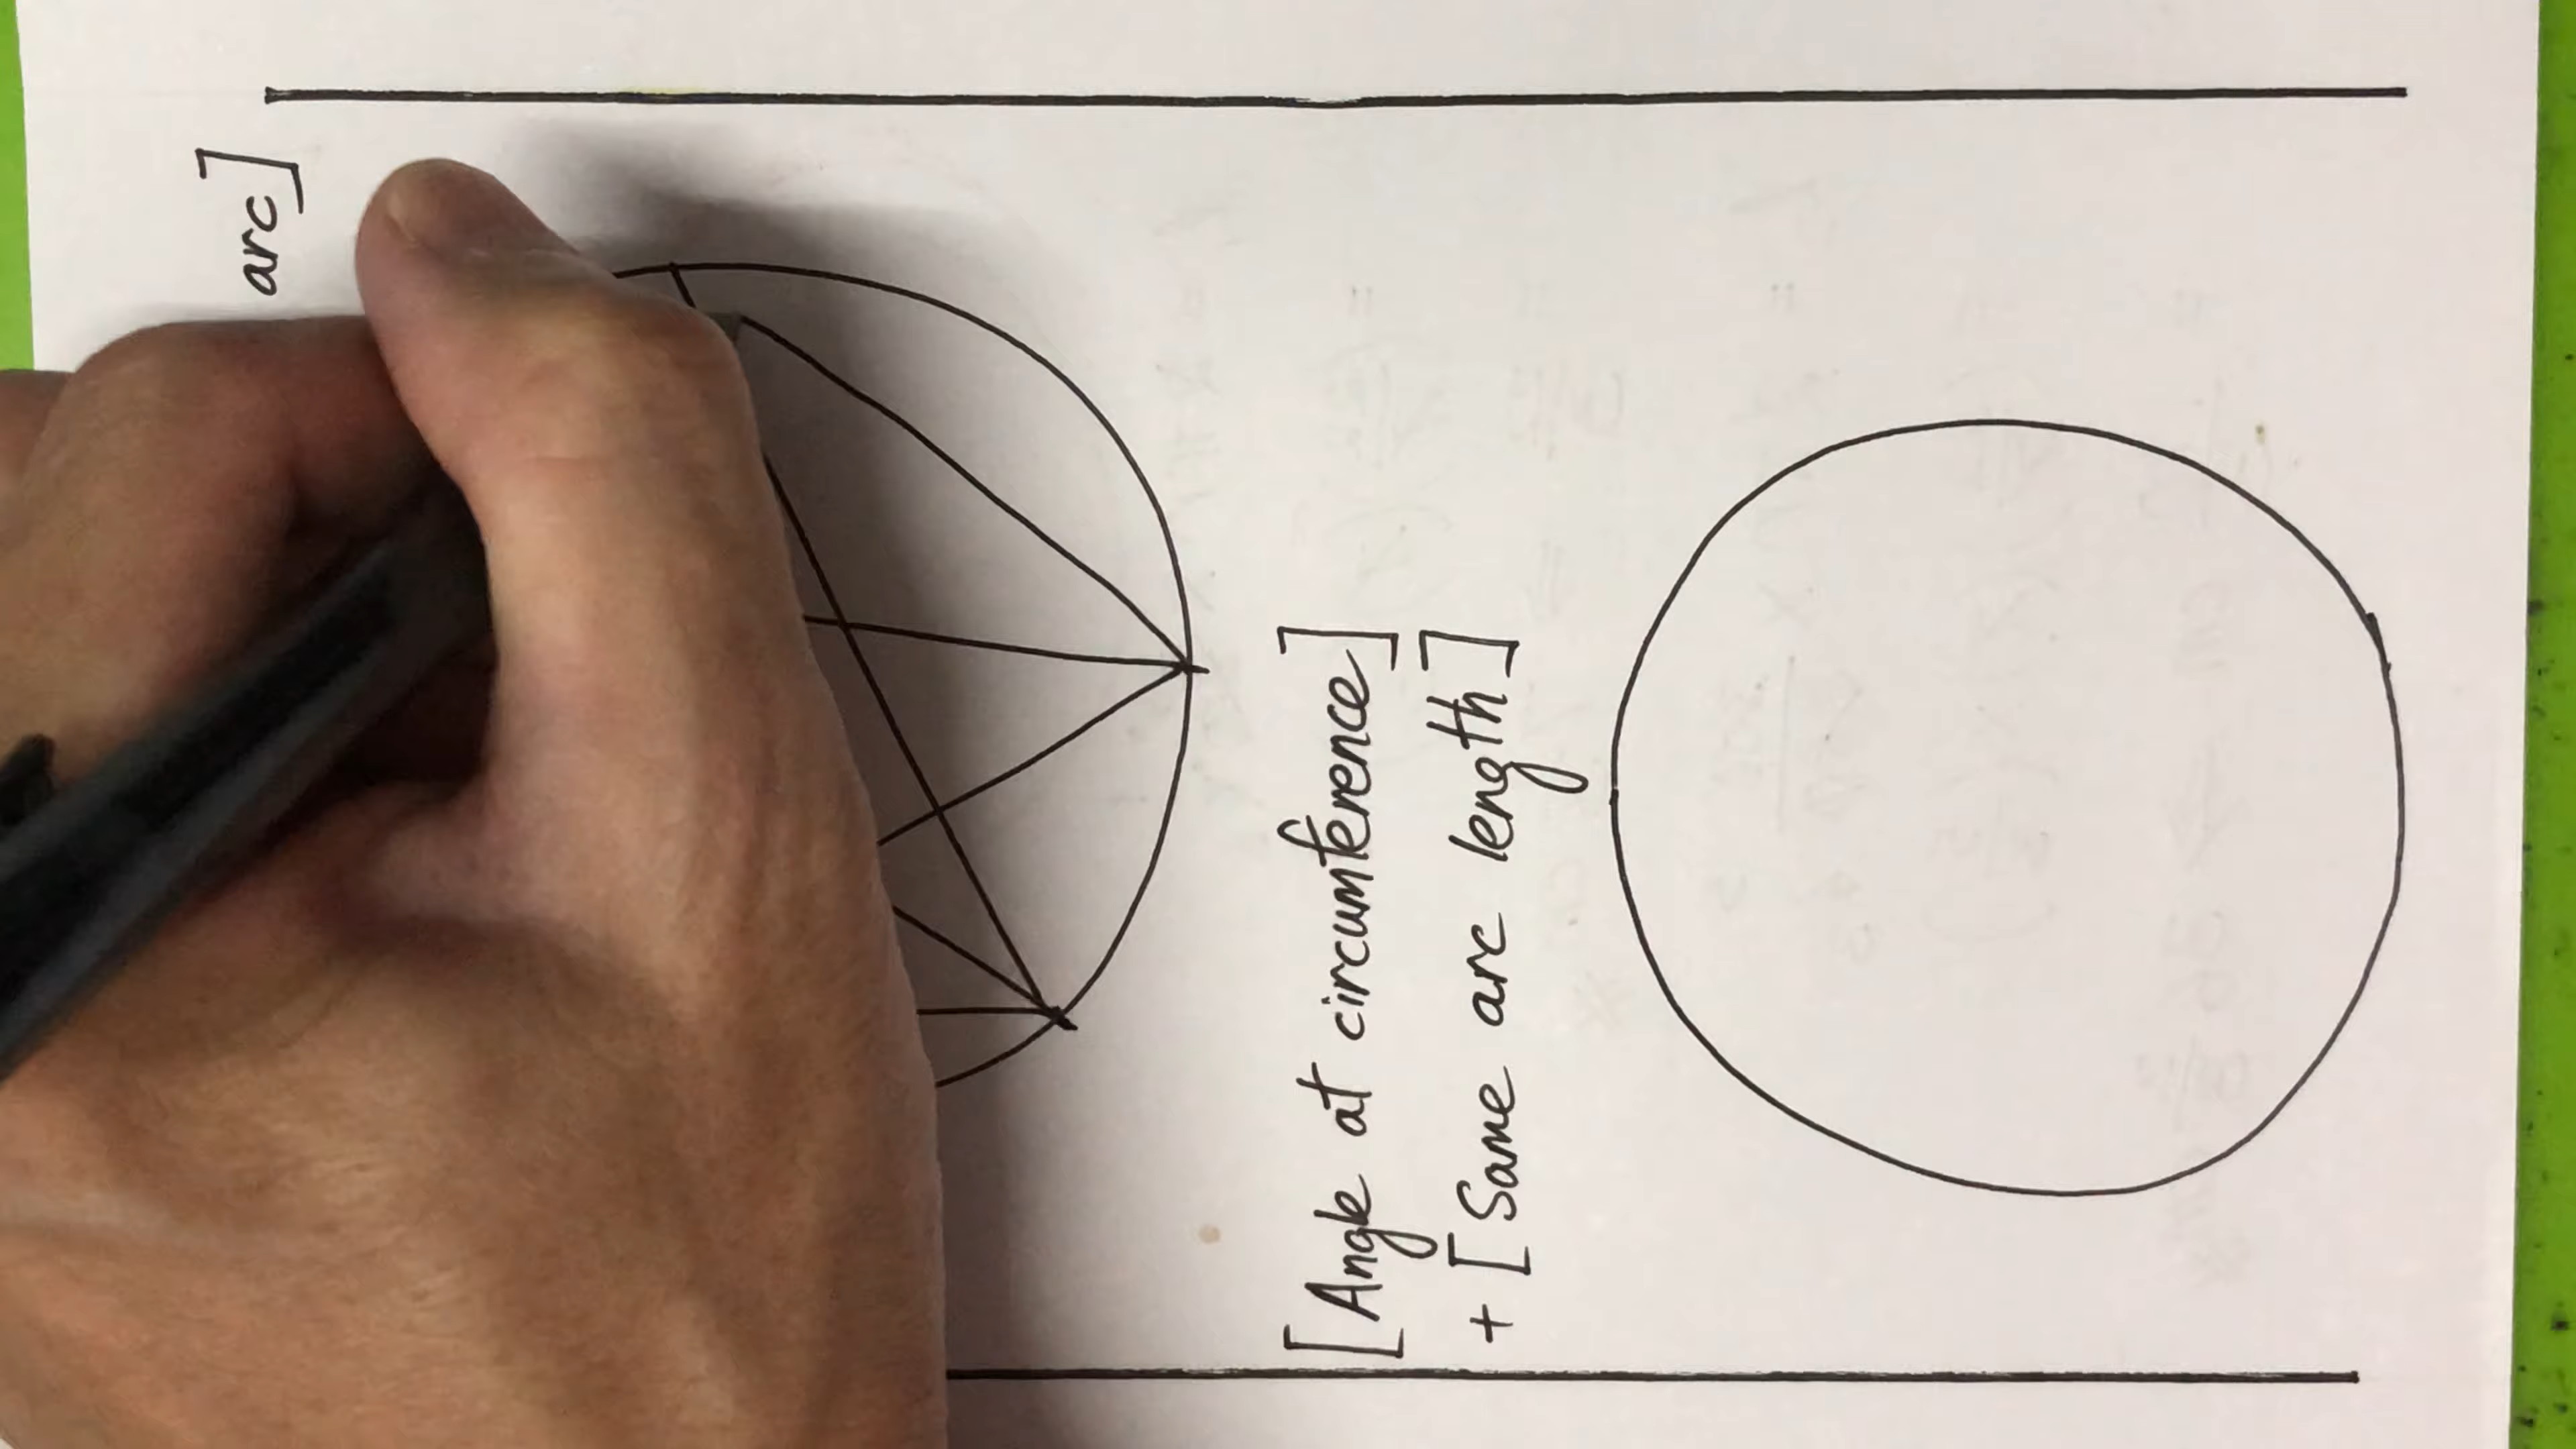 arc]
[Angle at circumference]
+ [Same arc length]